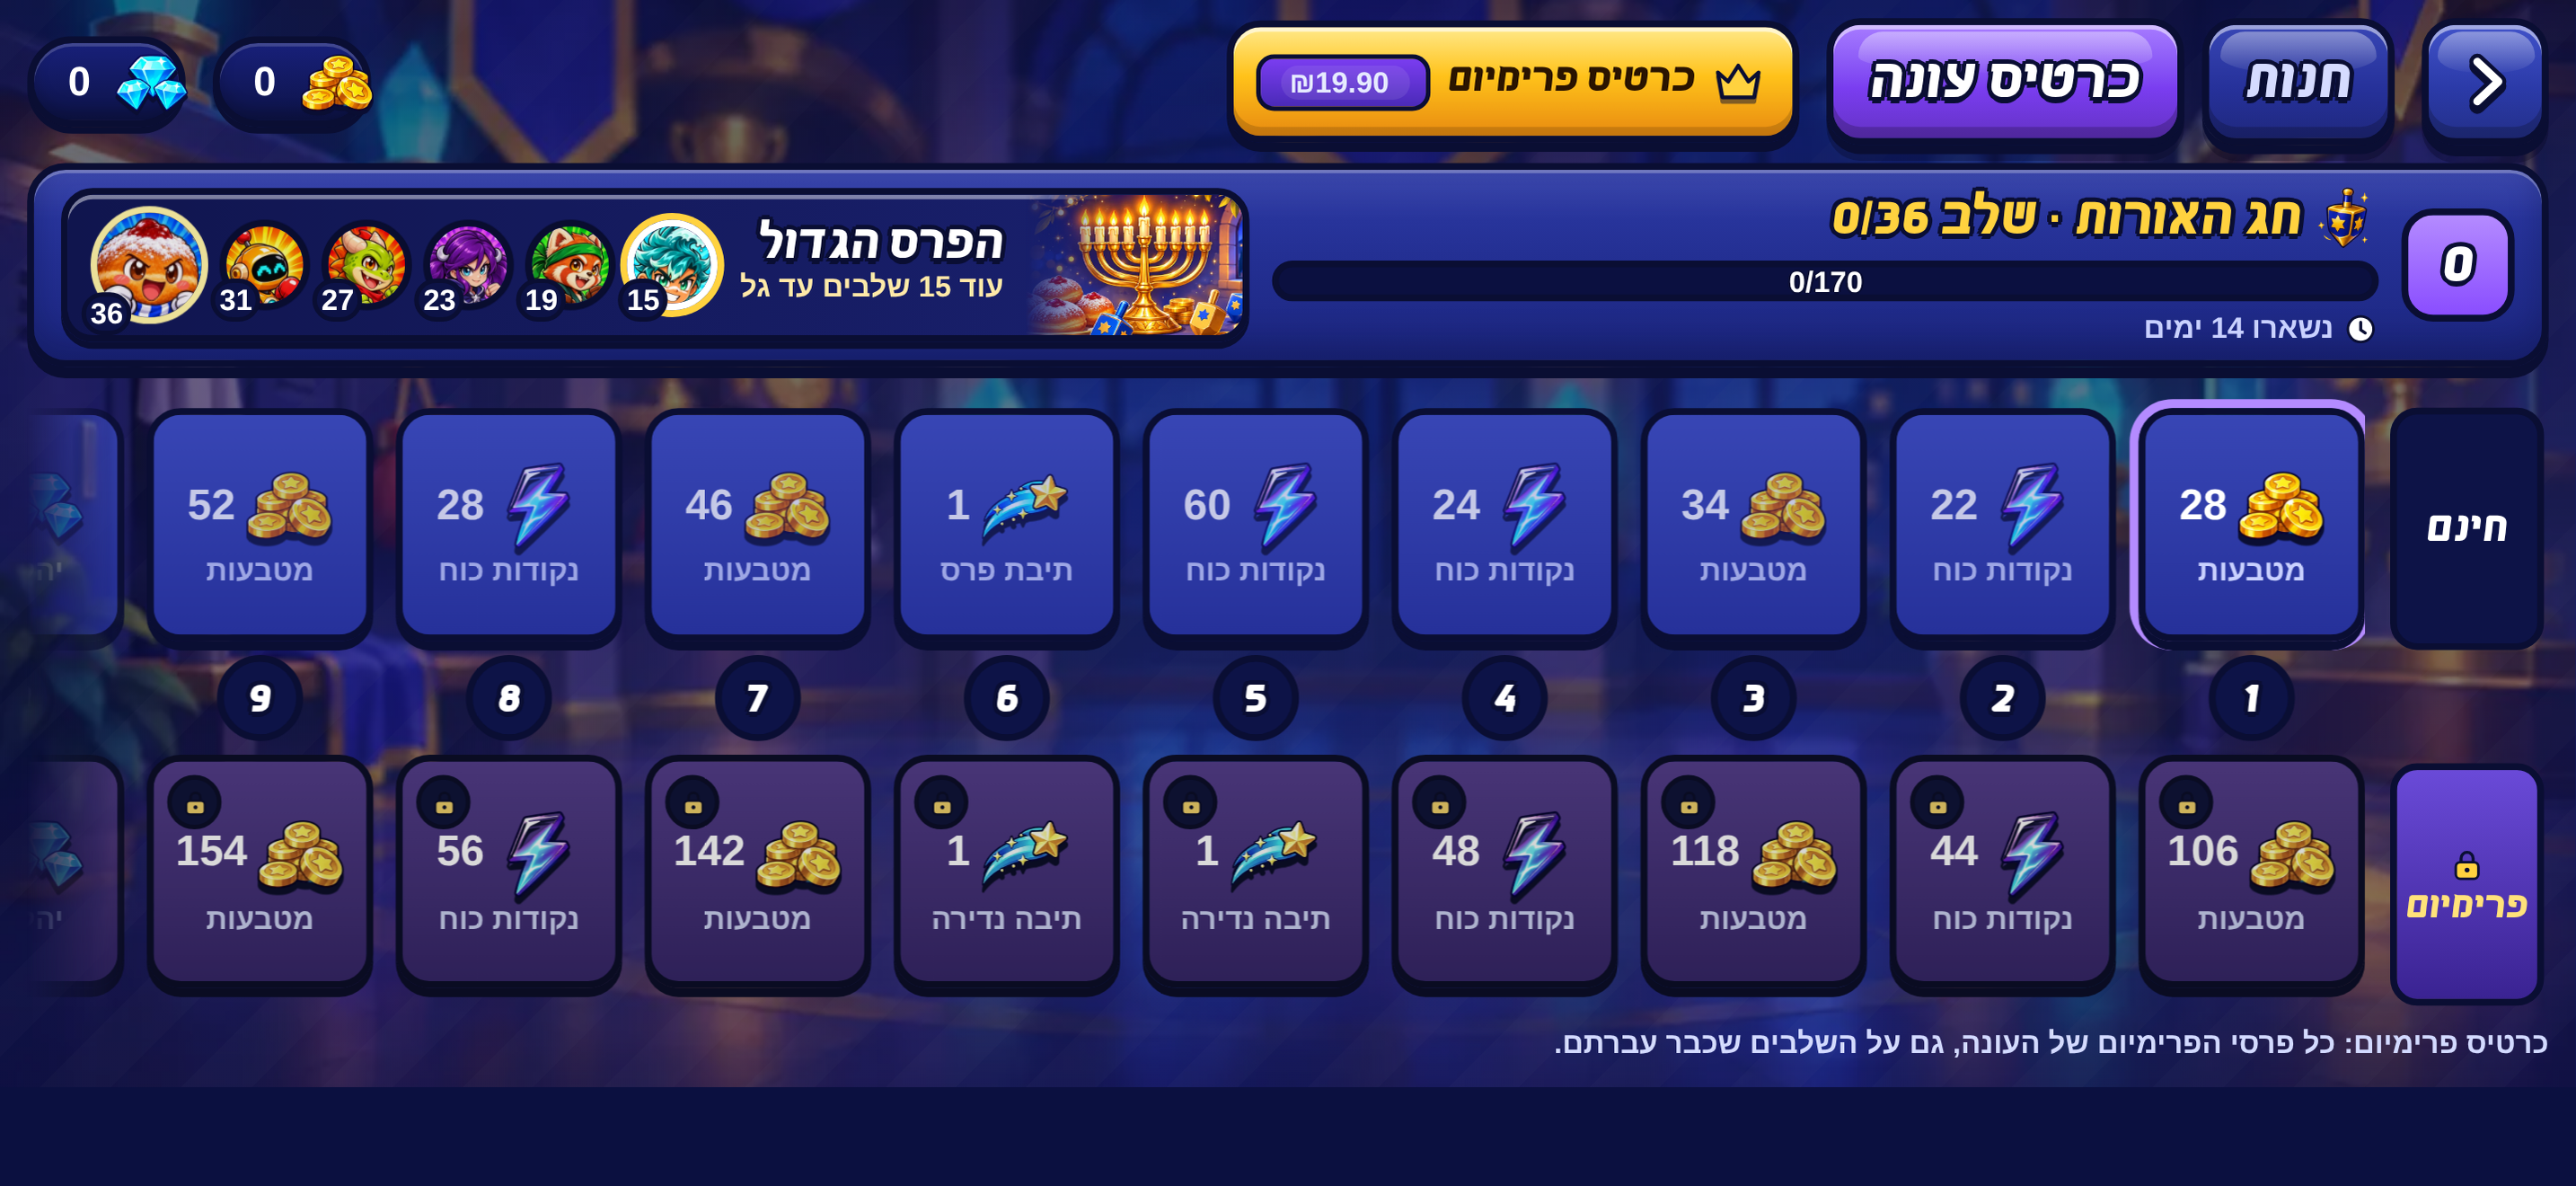 חנות
כרטיס עונה
כרטיס פרימיום
₪19.90
0
0
0
חג האורות · שלב 0/36
0/170
נשארו 14 ימים
הפרס הגדול
עוד 15 שלבים עד גל
15
19
23
27
31
36
חינם
28
מטבעות
22
נקודות כוח
34
מטבעות
24
נקודות כוח
60
נקודות כוח
1
תיבת פרס
46
מטבעות
28
נקודות כוח
52
מטבעות
יה
1
2
3
4
5
6
7
8
9
פרימיום
106
מטבעות
44
נקודות כוח
118
מטבעות
48
נקודות כוח
1
תיבה נדירה
1
תיבה נדירה
142
מטבעות
56
נקודות כוח
154
מטבעות
יה
כרטיס פרימיום: כל פרסי הפרימיום של העונה, גם על השלבים שכבר עברתם.